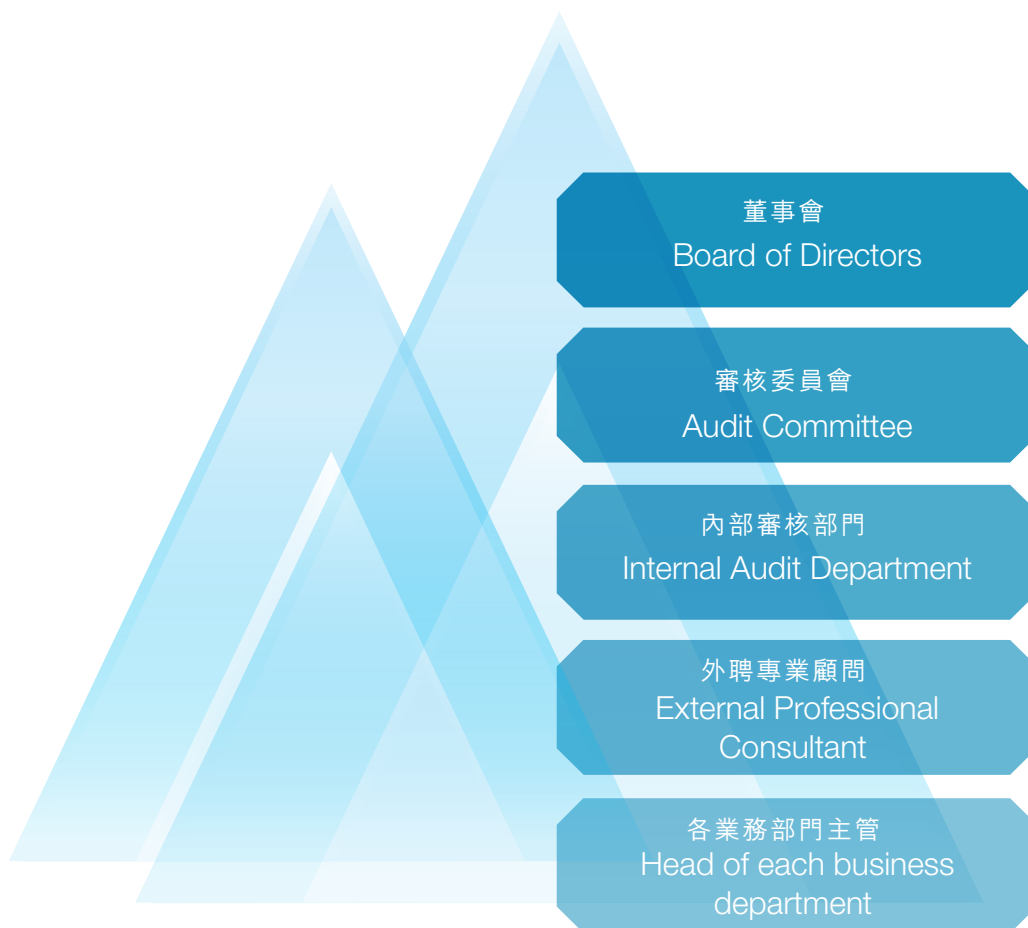 董事會
Board of Directors
審核委員會
Audit Committee
內部審核部門
Internal Audit Department
外聘專業顧問
External Professional
Consultant
各業務部門主管
Head of each business
department